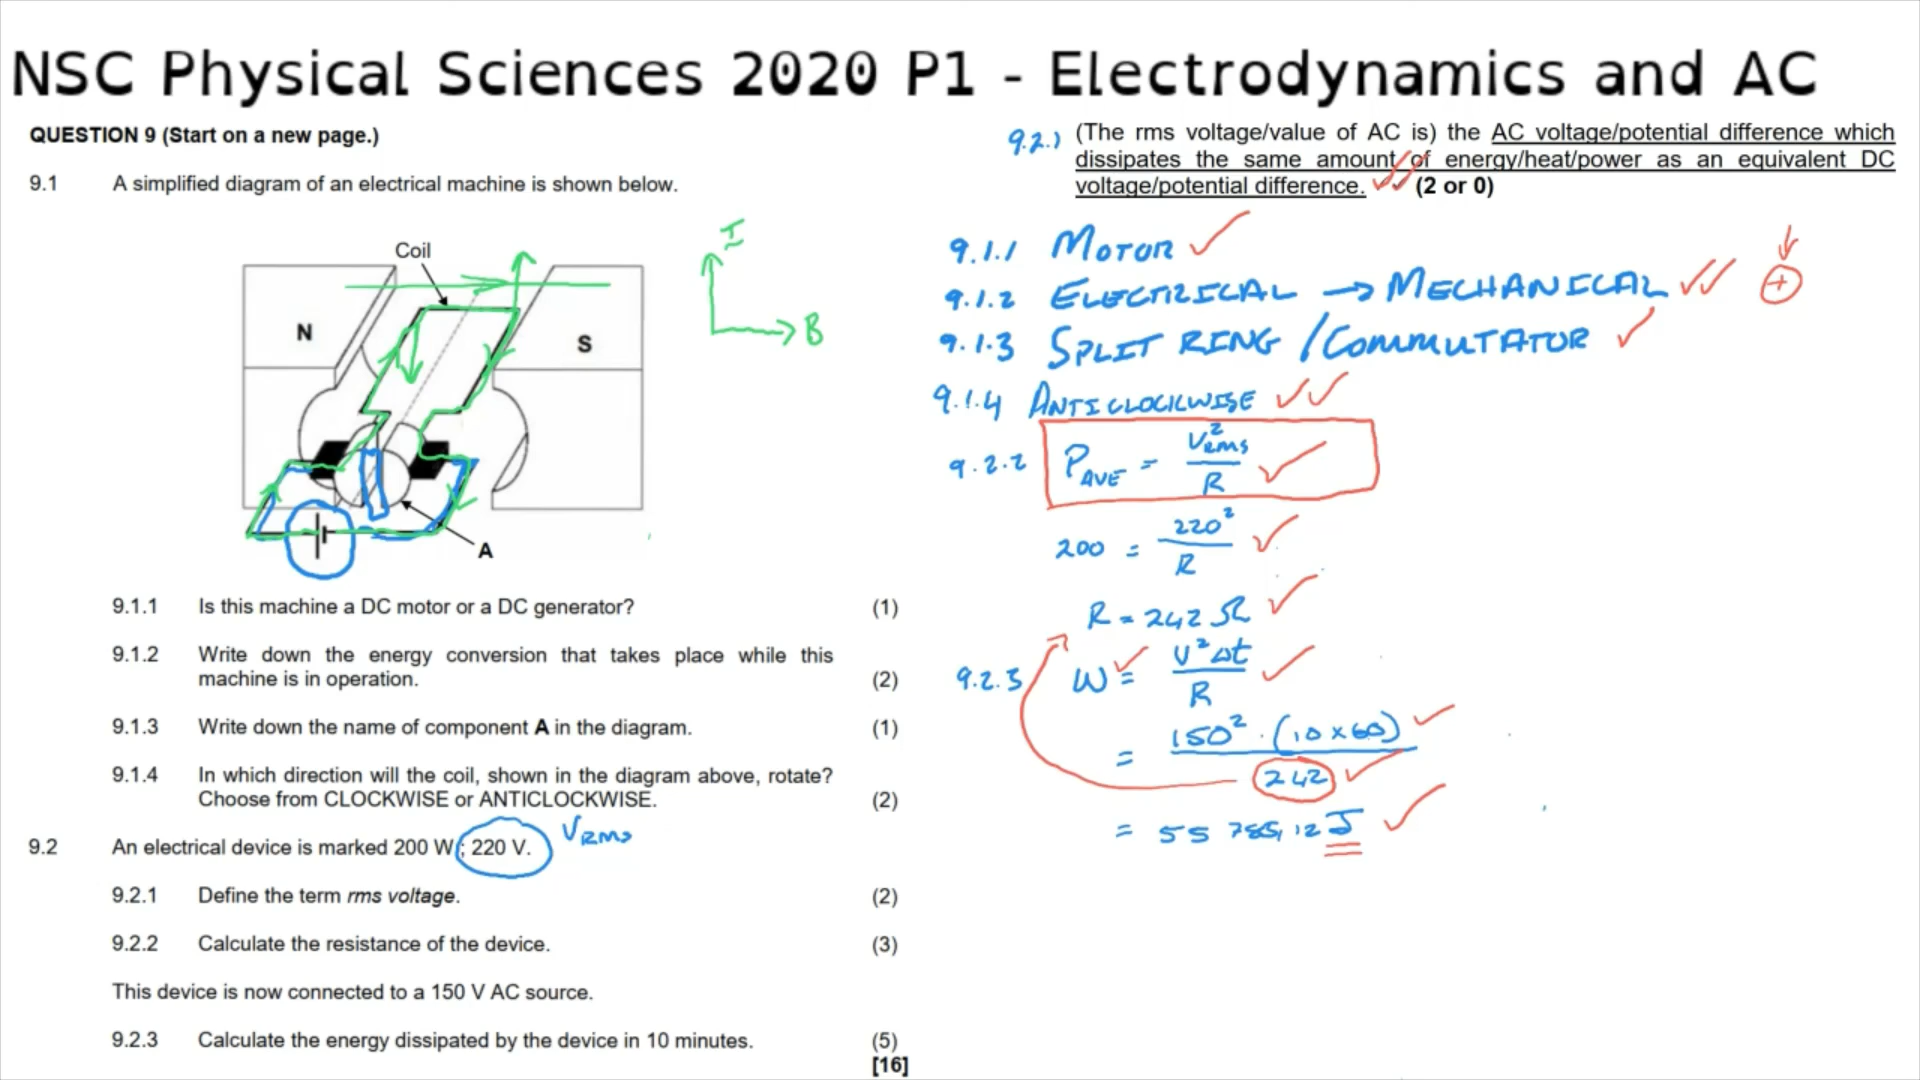 NSC Physical Sciences 2020 P1 - Electrodynamics and AC
QUESTION 9 (Start on a new page.)
9.1 A simplified diagram of an electrical machine is shown below.
Coil
N
S
A
I
B
9.1.1 Is this machine a DC motor or a DC generator? (1)
9.1.2 Write down the energy conversion that takes place while this
machine is in operation. (2)
9.1.3 Write down the name of component A in the diagram. (1)
9.1.4 In which direction will the coil, shown in the diagram above, rotate?
Choose from CLOCKWISE or ANTICLOCKWISE. (2)
9.2 An electrical device is marked 200 W ; 220 V. VRMS
9.2.1 Define the term rms voltage. (2)
9.2.2 Calculate the resistance of the device. (3)
This device is now connected to a 150 V AC source.
9.2.3 Calculate the energy dissipated by the device in 10 minutes. (5)
[16]
9.2.1 (The rms voltage/value of AC is) the AC voltage/potential difference which
dissipates the same amount of energy/heat/power as an equivalent DC
voltage/potential difference. ✓✓ (2 or 0)
9.1.1 MOTOR ✓
9.1.2 ELECTRICAL → MECHANICAL ✓✓
+
9.1.3 SPLIT RING / COMMUTATOR ✓
9.1.4 ANTICLOCKWISE ✓✓
9.2.2 PAVE = V²RMS / R ✓
200 = 220² / R ✓
R = 242 Ω ✓
9.2.3 W ✓ = V²Δt / R ✓
= 150² · (10 x 60) ✓ / 242 ✓
= 55 785,12 J ✓